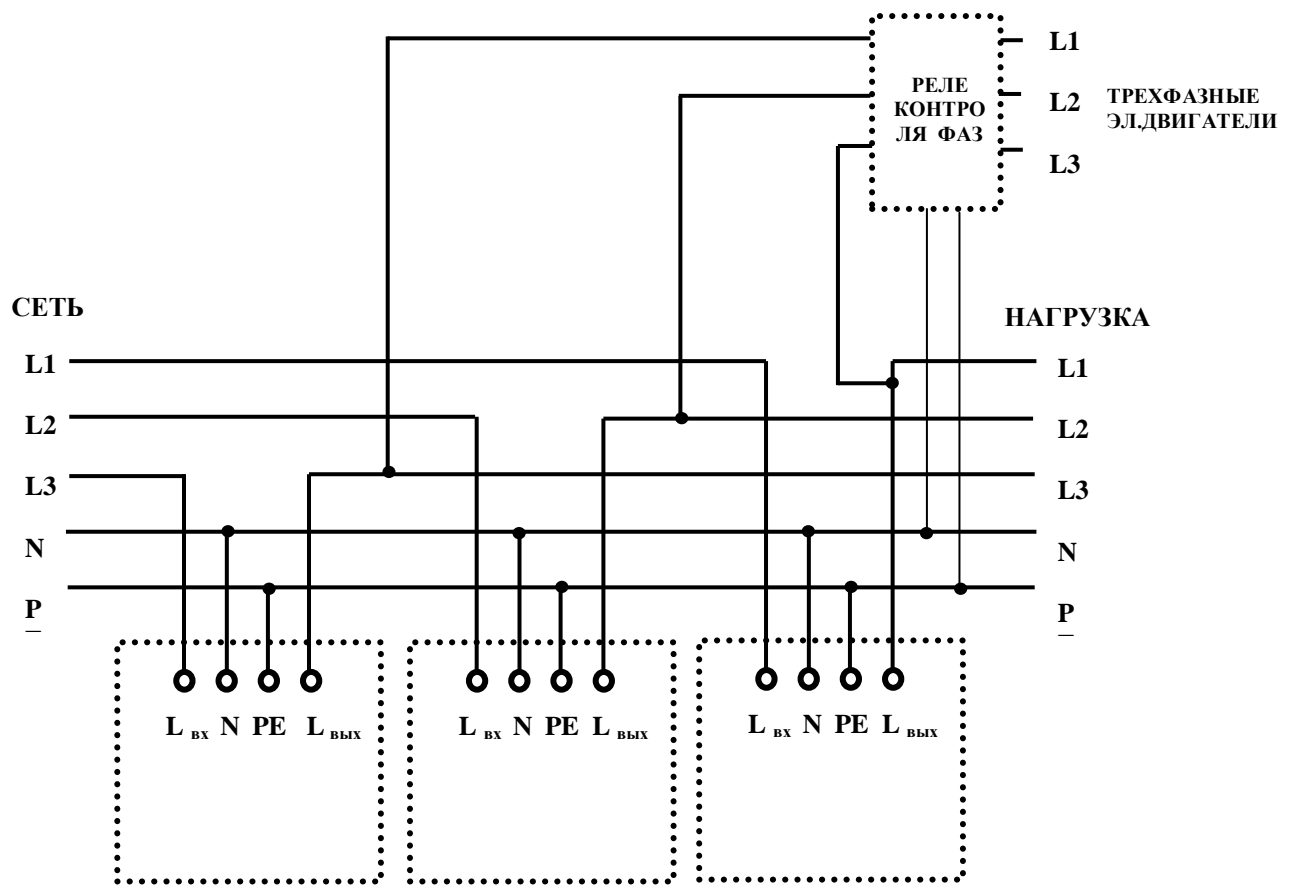 L1
РЕЛЕ
КОНТРО
ЛЯ ФАЗ
L2 ТРЕХФАЗНЫЕ
ЭЛ.ДВИГАТЕЛИ
L3
СЕТЬ
НАГРУЗКА
L1
L1
L2
L2
L3
L3
N
N
P
P
L вх N PE L вых
L вх N PE L вых
L вх N PE L вых